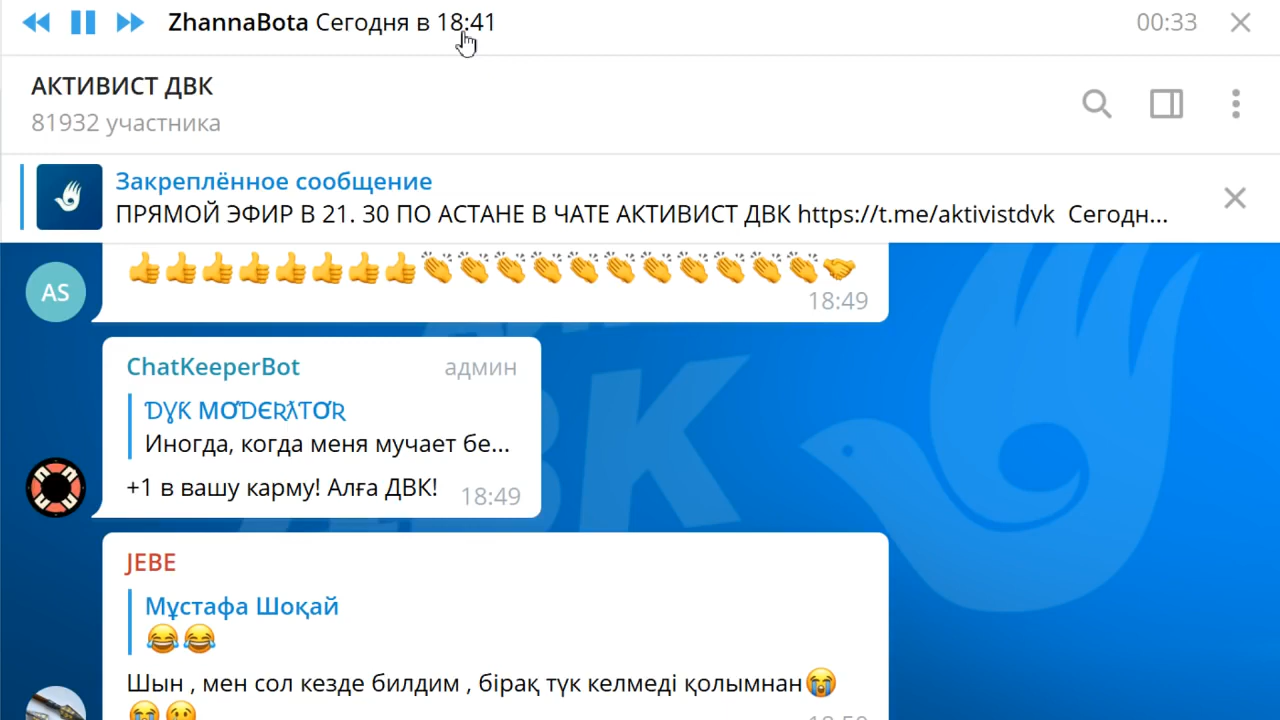 ZhannaBota Сегодня в 18:41
00:33
АКТИВИСТ ДВК
81932 участника
Закреплённое сообщение
ПРЯМОЙ ЭФИР В 21. 30 ПО АСТАНЕ В ЧАТЕ АКТИВИСТ ДВК https://t.me/aktivistdvk Сегодн...
👍👍👍👍👍👍👍👍👏👏👏👏👏👏👏👏👏👏👏🤝
AS
18:49
ChatKeeperBot админ
ƊƔƘ MƠƊЄƦƛƬƠƦ
Иногда, когда меня мучает бе...
+1 в вашу карму! Алға ДВК! 18:49
JEBE
Мұстафа Шоқай
😂😂
Шын , мен сол кезде билдим , бірақ түк келмеді қолымнан😭
😭😢